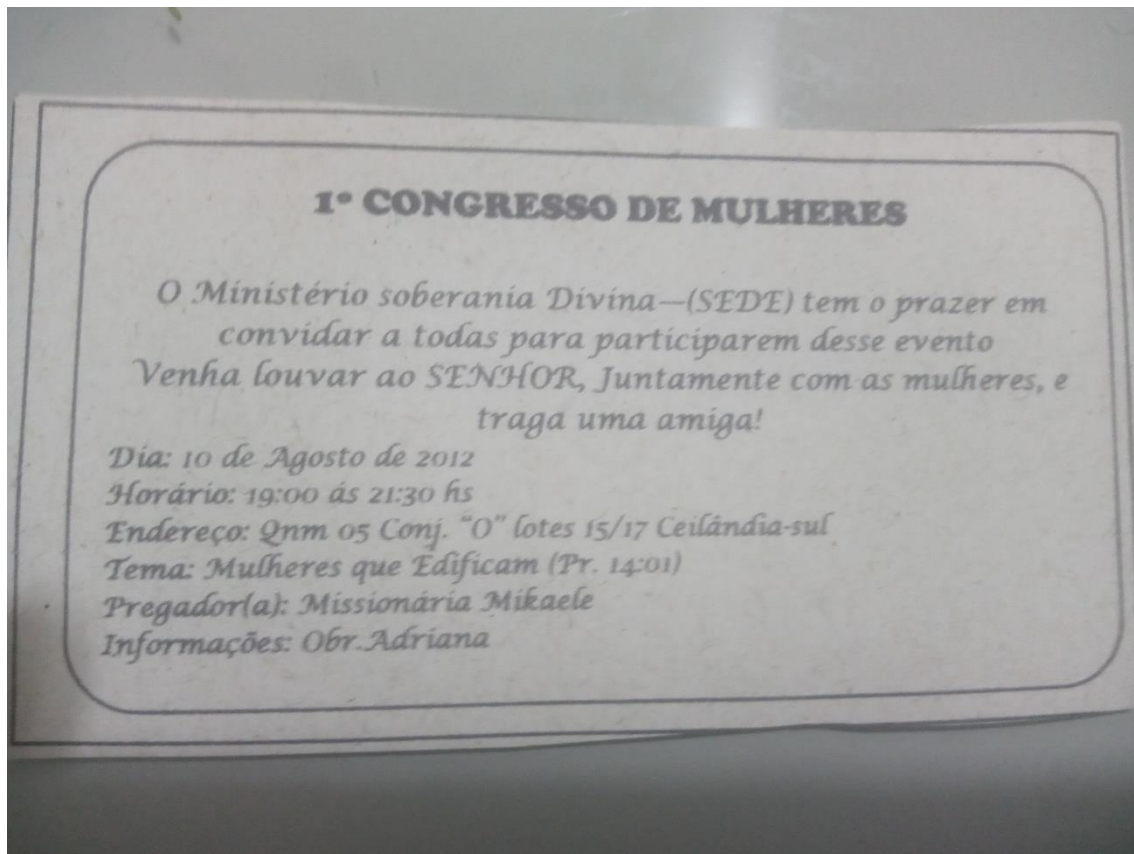 1º CONGRESSO DE MULHERES
O Ministério soberania Divina—(SEDE) tem o prazer em
convidar a todas para participarem desse evento
Venha louvar ao SENHOR, Juntamente com as mulheres, e
traga uma amiga!
Dia: 10 de Agosto de 2012
Horário: 19:00 ás 21:30 hs
Endereço: Qnm 05 Conj. "O" lotes 15/17 Ceilândia-sul
Tema: Mulheres que Edificam (Pr. 14:01)
Pregador(a): Missionária Mikaele
Informações: Obr.Adriana